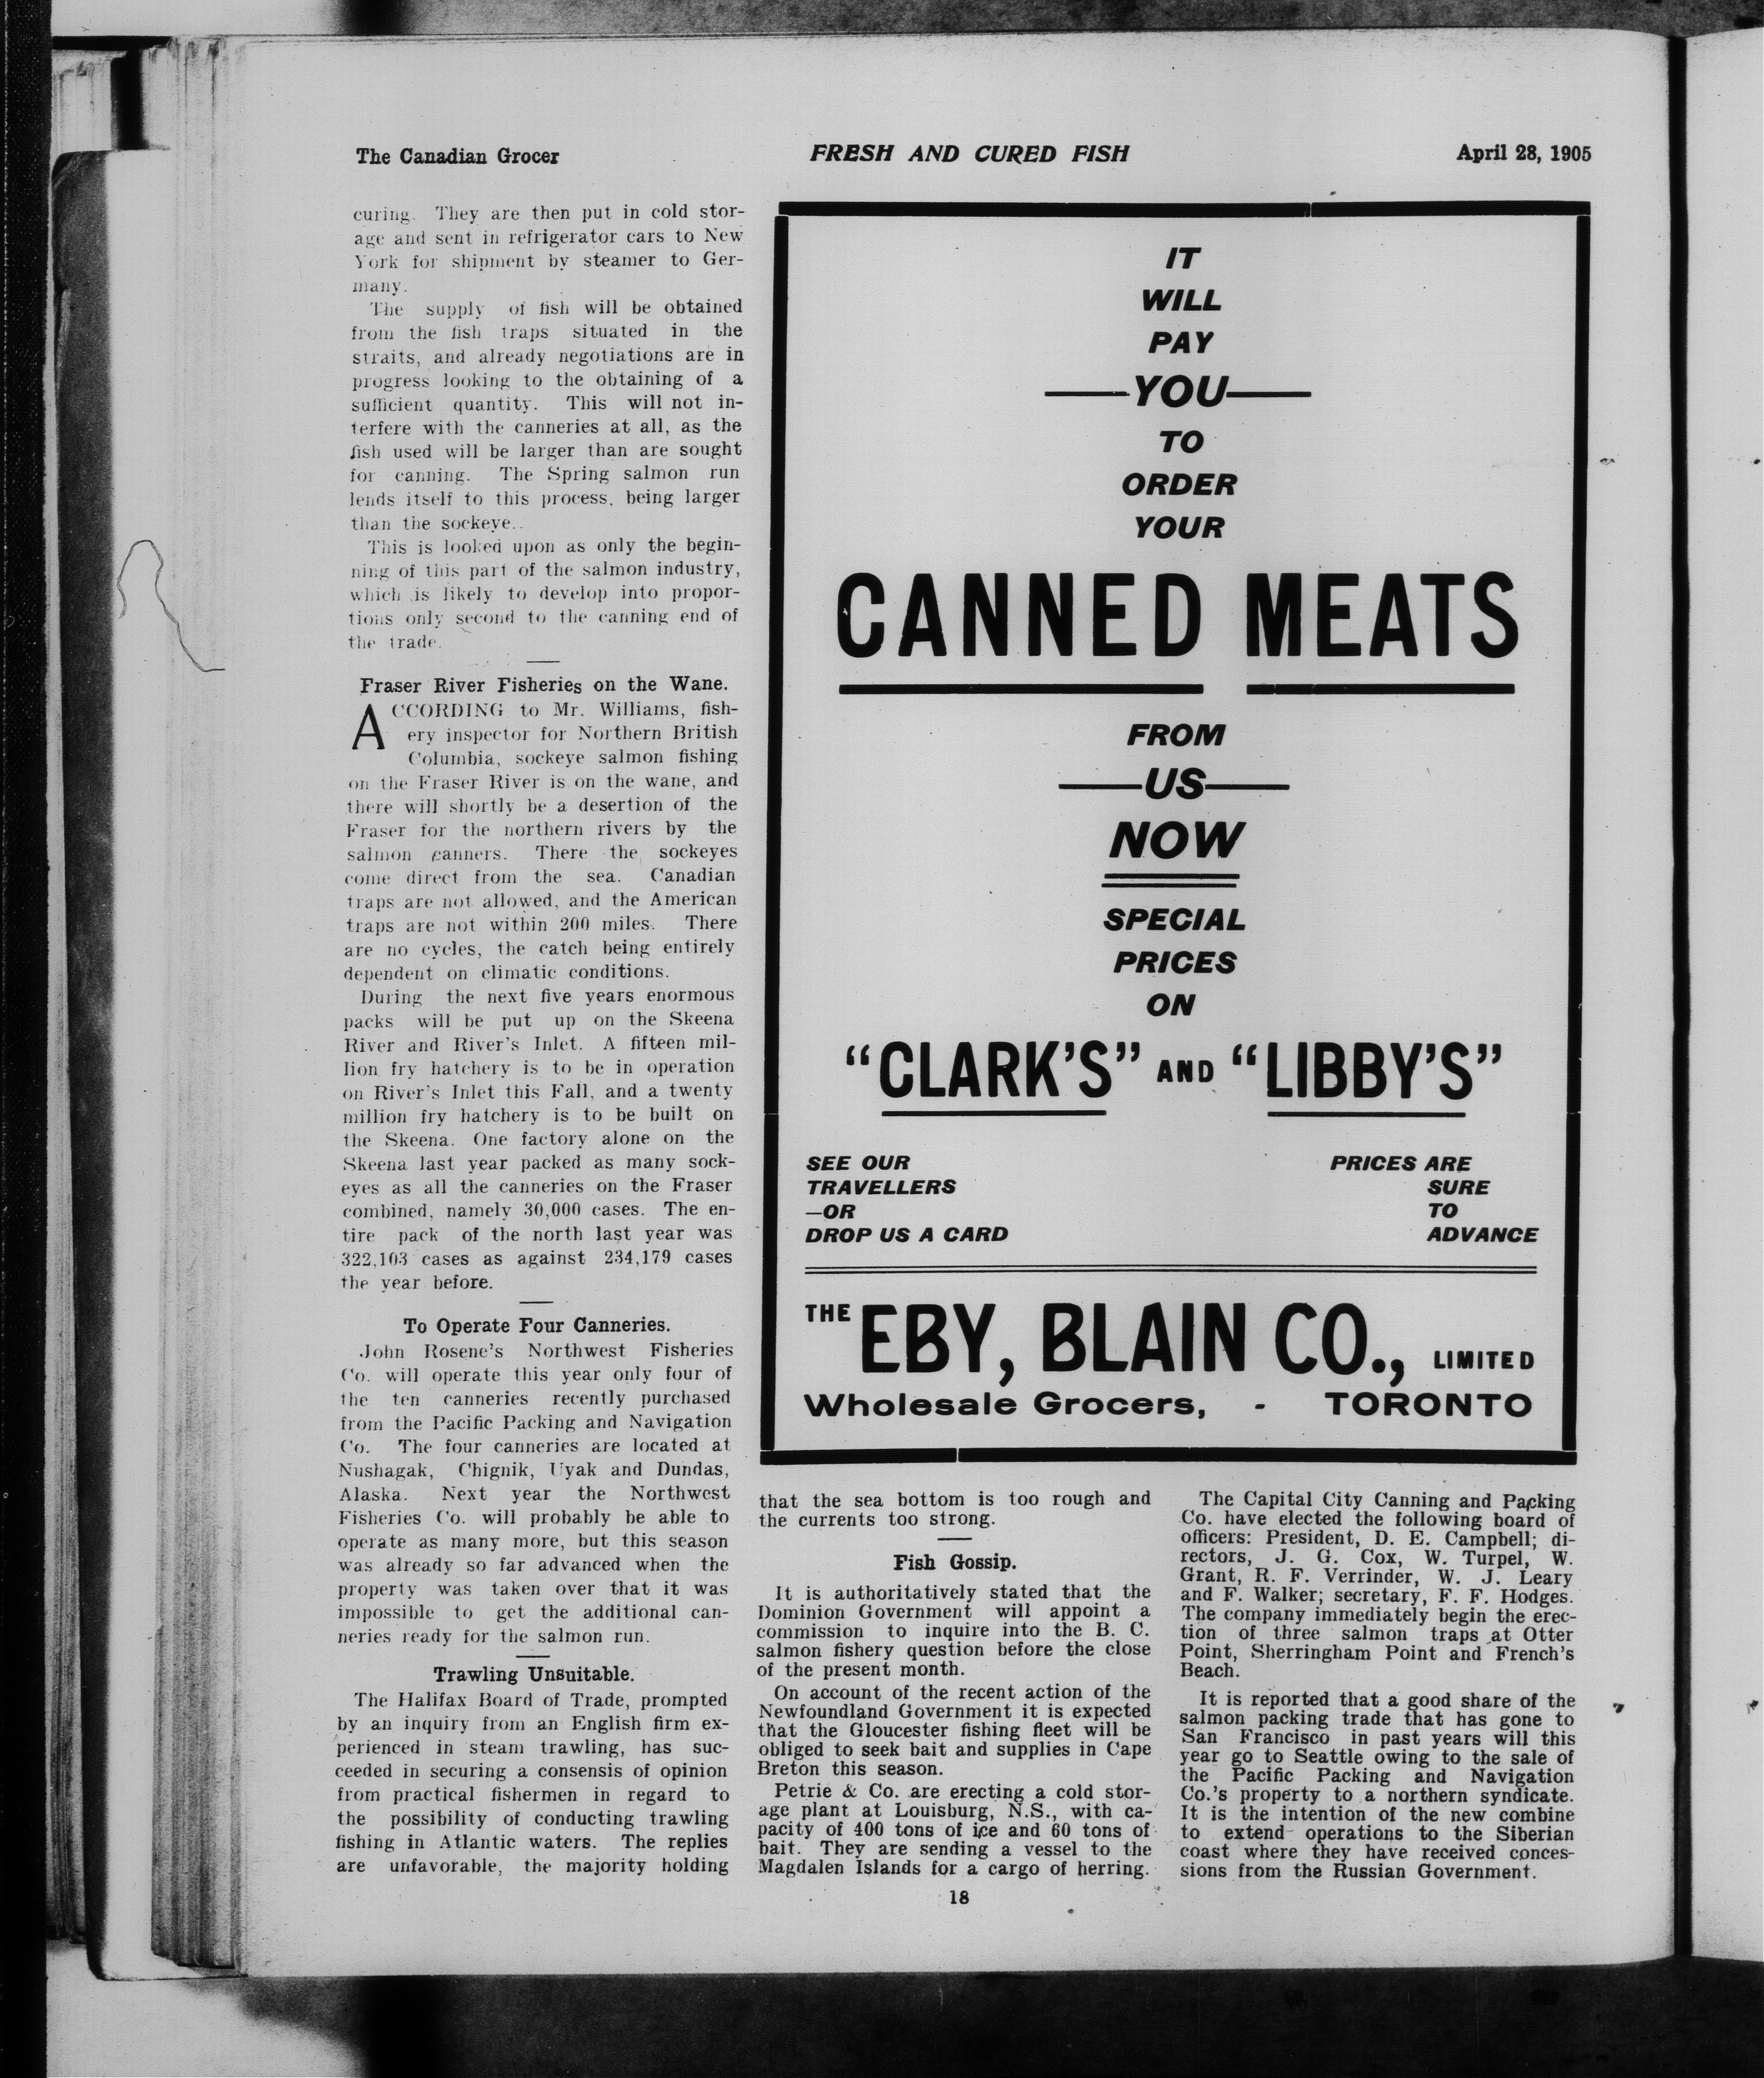 The Canadian Grocer
FRESH AND CURED FISH
April 28, 1905
curing. They are then put in cold stor-
age and sent in refrigerator cars to New
York for shipment by steamer to Ger-
many.
The supply of fish will be obtained
from the fish traps situated in the
straits, and already negotiations are in
progress looking to the obtaining of a
sufficient quantity. This will not in-
terfere with the canneries at all, as the
fish used will be larger than are sought
for canning. The Spring salmon run
lends itself to this process, being larger
than the sockeye..
This is looked upon as only the begin-
ning of this part of the salmon industry,
which is likely to develop into propor-
tions only second to the canning end of
the trade.
Fraser River Fisheries on the Wane.
ACCORDING to Mr. Williams, fish-
ery inspector for Northern British
Columbia, sockeye salmon fishing
on the Fraser River is on the wane, and
there will shortly be a desertion of the
Fraser for the northern rivers by the
salmon canners. There the sockeyes
come direct from the sea. Canadian
traps are not allowed, and the American
traps are not within 200 miles. There
are no cycles, the catch being entirely
dependent on climatic conditions.
During the next five years enormous
packs will be put up on the Skeena
River and River's Inlet. A fifteen mil-
lion fry hatchery is to be in operation
on River's Inlet this Fall, and a twenty
million fry hatchery is to be built on
the Skeena. One factory alone on the
Skeena last year packed as many sock-
eyes as all the canneries on the Fraser
combined, namely 30,000 cases. The en-
tire pack of the north last year was
322,103 cases as against 234,179 cases
the year before.
To Operate Four Canneries.
John Rosene's Northwest Fisheries
Co. will operate this year only four of
the ten canneries recently purchased
from the Pacific Packing and Navigation
Co. The four canneries are located at
Nushagak, Chignik, Uyak and Dundas,
Alaska. Next year the Northwest
Fisheries Co. will probably be able to
operate as many more, but this season
was already so far advanced when the
property was taken over that it was
impossible to get the additional can-
neries ready for the salmon run.
Trawling Unsuitable.
The Halifax Board of Trade, prompted
by an inquiry from an English firm ex-
perienced in steam trawling, has suc-
ceeded in securing a consensis of opinion
from practical fishermen in regard to
the possibility of conducting trawling
fishing in Atlantic waters. The replies
are unfavorable, the majority holding
IT
WILL
PAY
YOU
TO
ORDER
YOUR
CANNED MEATS
FROM
US
NOW
SPECIAL
PRICES
ON
"CLARK'S" AND "LIBBY'S"
SEE OUR
TRAVELLERS
—OR
DROP US A CARD
PRICES ARE
SURE
TO
ADVANCE
THE EBY, BLAIN CO., LIMITED
Wholesale Grocers, - TORONTO
that the sea bottom is too rough and
the currents too strong.
Fish Gossip.
It is authoritatively stated that the
Dominion Government will appoint a
commission to inquire into the B. C.
salmon fishery question before the close
of the present month.
On account of the recent action of the
Newfoundland Government it is expected
that the Gloucester fishing fleet will be
obliged to seek bait and supplies in Cape
Breton this season.
Petrie & Co. are erecting a cold stor-
age plant at Louisburg, N.S., with ca-
pacity of 400 tons of ice and 60 tons of
bait. They are sending a vessel to the
Magdalen Islands for a cargo of herring.
The Capital City Canning and Packing
Co. have elected the following board of
officers: President, D. E. Campbell; di-
rectors, J. G. Cox, W. Turpel, W.
Grant, R. F. Verrinder, W. J. Leary
and F. Walker; secretary, F. F. Hodges.
The company immediately begin the erec-
tion of three salmon traps at Otter
Point, Sherringham Point and French's
Beach.
It is reported that a good share of the
salmon packing trade that has gone to
San Francisco in past years will this
year go to Seattle owing to the sale of
the Pacific Packing and Navigation
Co.'s property to a northern syndicate.
It is the intention of the new combine
to extend operations to the Siberian
coast where they have received conces-
sions from the Russian Government.
18